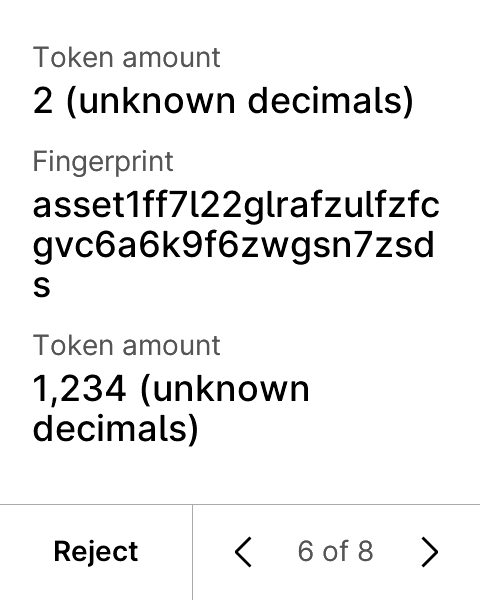 Token amount
2 (unknown decimals)
Fingerprint
asset1ff7l22glrafzulfzfc
gvc6a6k9f6zwgsn7zsd
s
Token amount
1,234 (unknown
decimals)
Reject
6 of 8